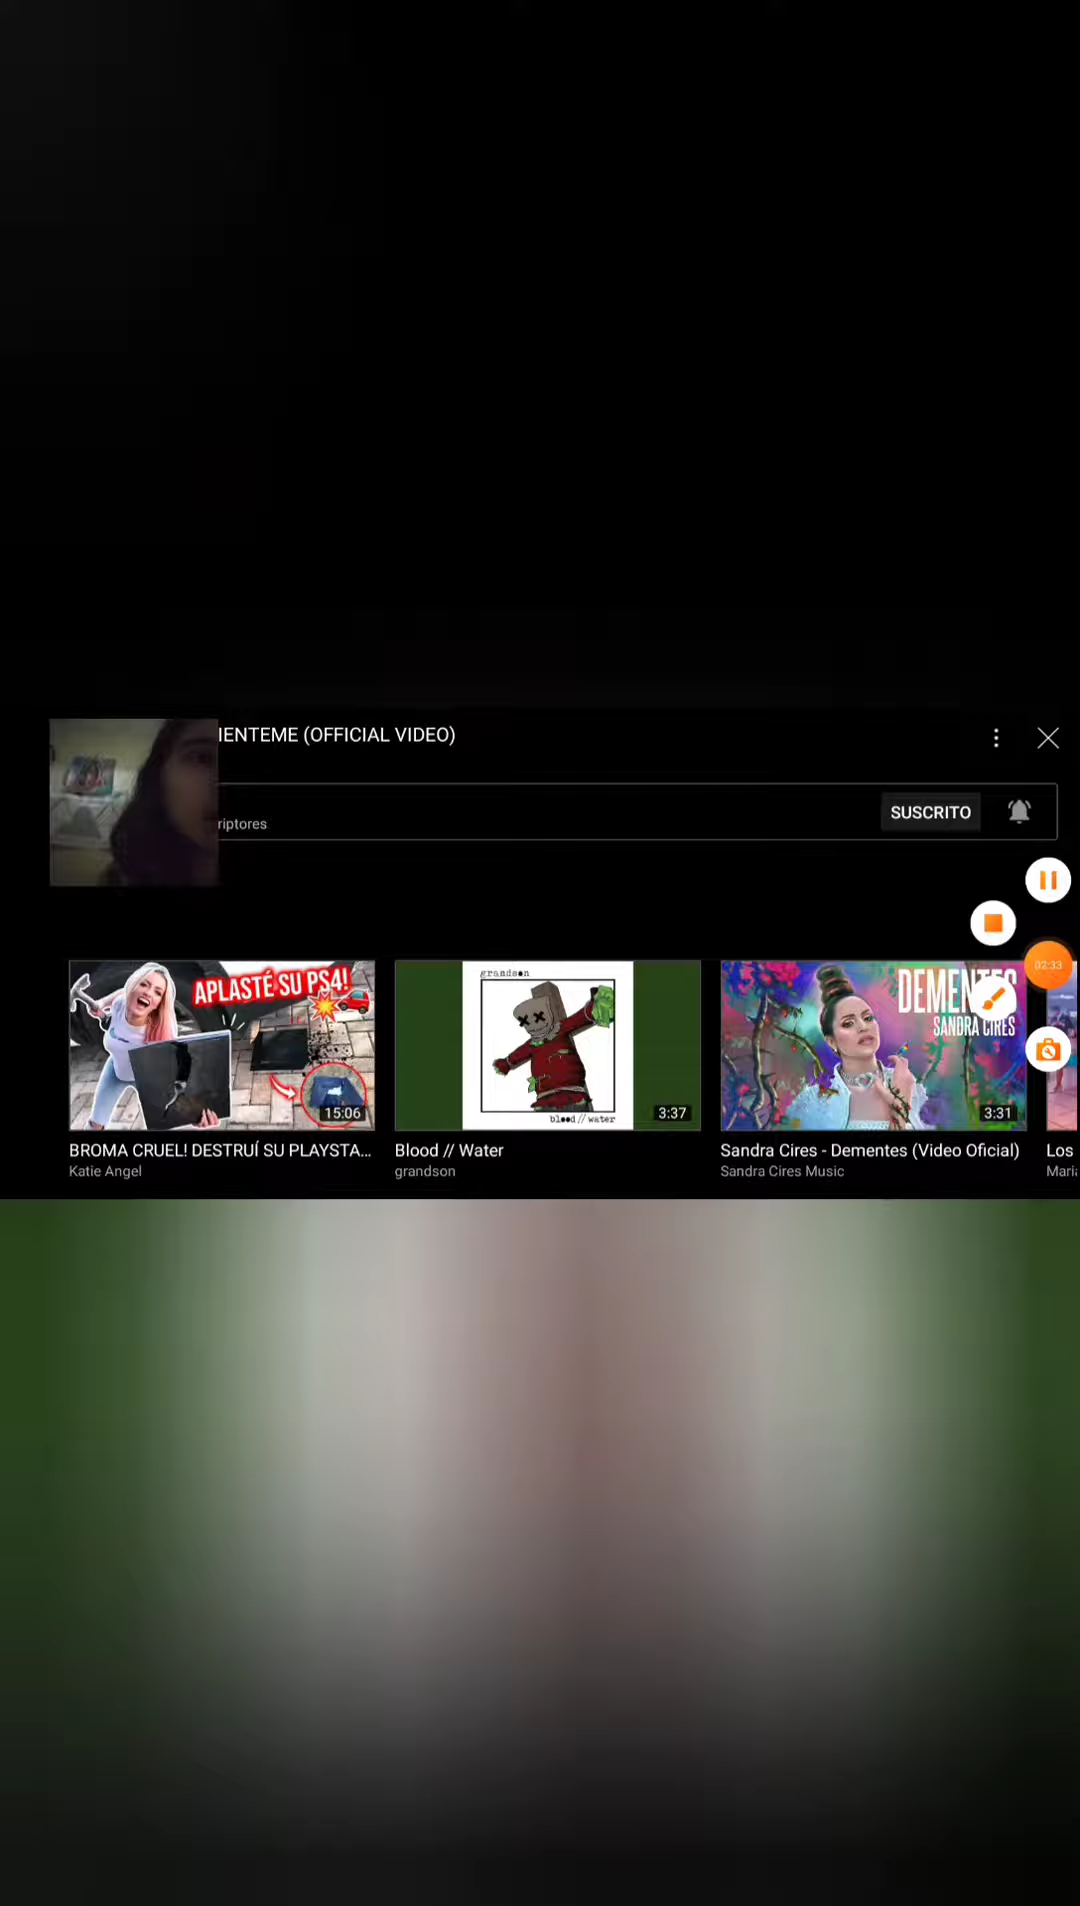 IENTEME (OFFICIAL VIDEO)
riptores
SUSCRITO
02:33
APLASTÉ SU PS4!
15:06
grandson
blood//water
3:37
SANDRA CIRES
3:31
BROMA CRUEL! DESTRUÍ SU PLAYSTA...
Katie Angel
Blood // Water
grandson
Sandra Cires - Dementes (Video Oficial)
Sandra Cires Music
Los